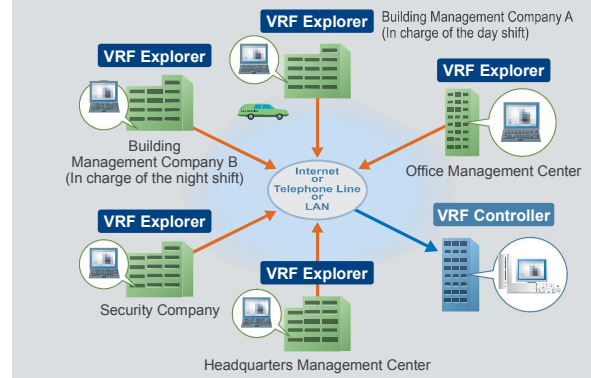 VRF Explorer
Building Management Company A
(In charge of the day shift)
VRF Explorer
VRF Explorer
Building
Management Company B
(In charge of the night shift)
Office Management Center
Internet
or
Telephone Line
or
LAN
VRF Explorer
VRF Controller
Security Company
VRF Explorer
Headquarters Management Center